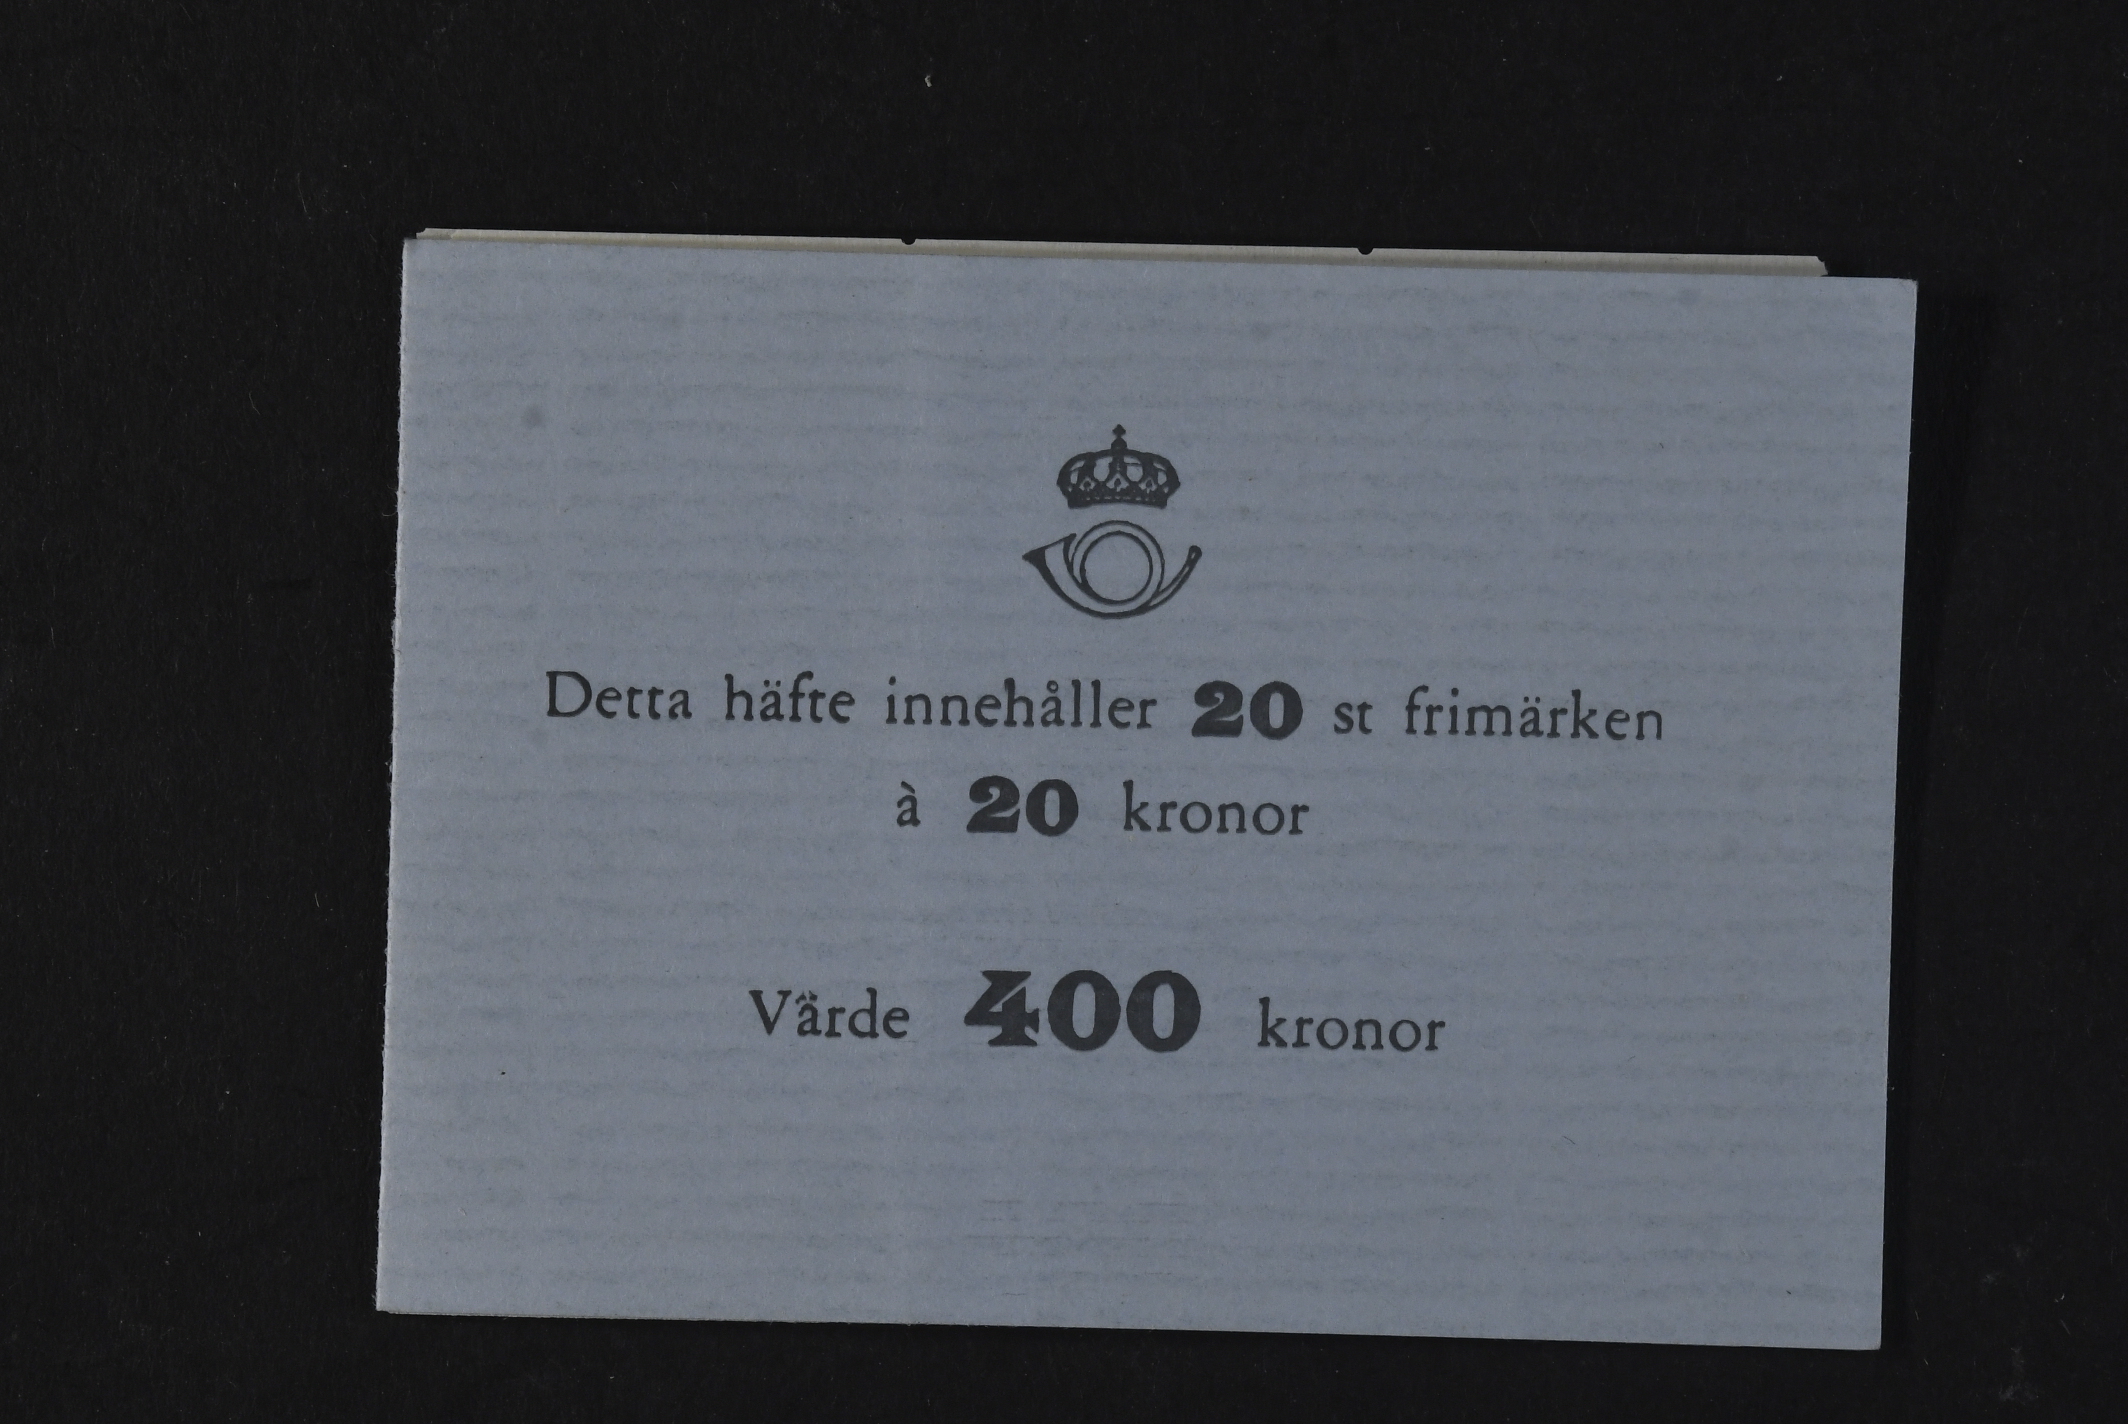 Detta häfte innehåller 20 st frimärken
à 20 kronor
Värde 400 kronor